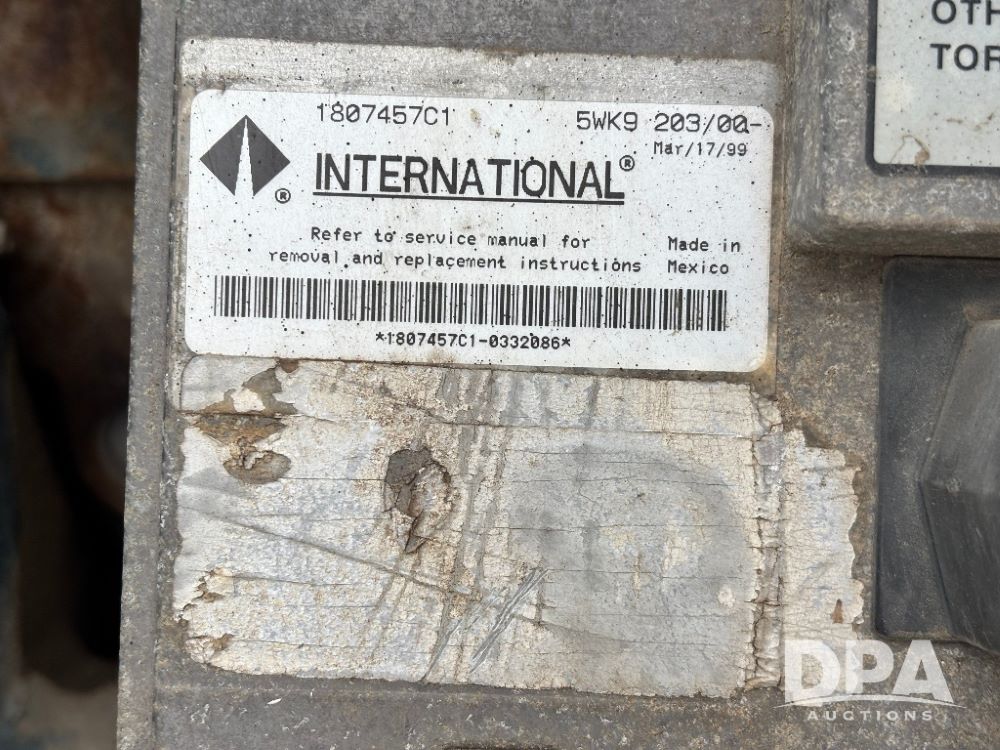 1807457C1 5WK9 203/00-
Mar/17/99
INTERNATIONAL®
®
Refer to service manual for
removal and replacement instructions
Made in
Mexico
*1807457C1-0332086*
OTH
TOR
DPA
AUCTIONS